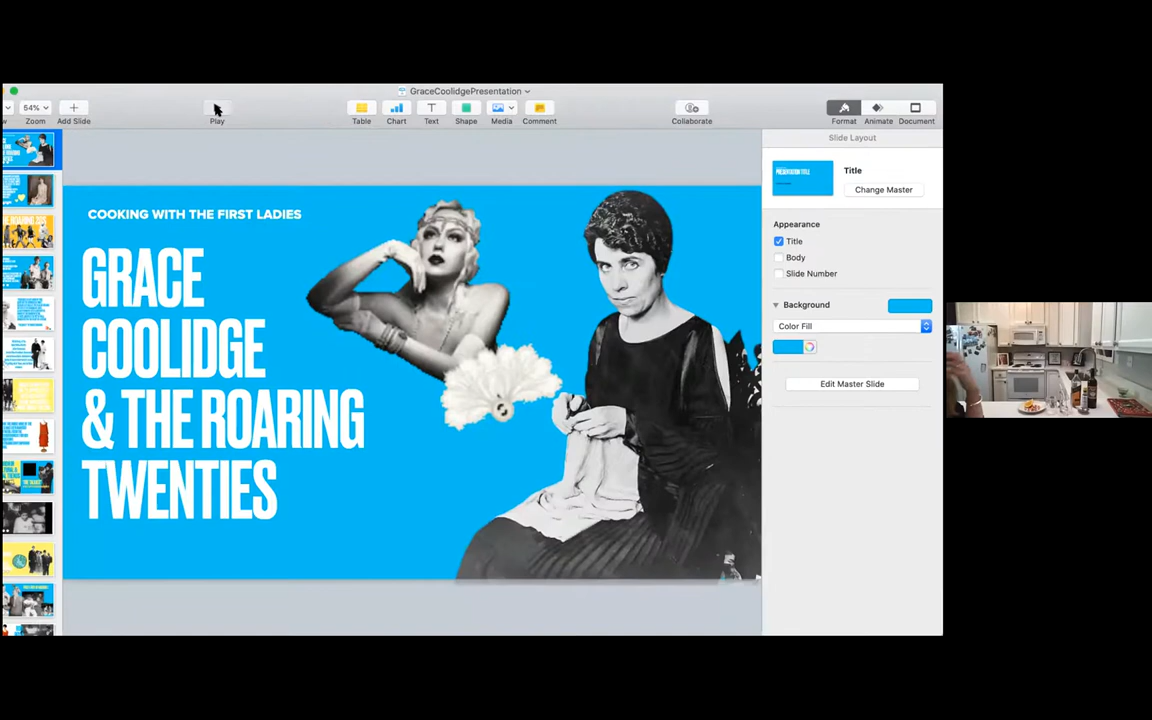 GraceCoolidgePresentation
54%
Zoom
Add Slide
Play
Table
Chart
Text
Shape
Media
Comment
Collaborate
Format
Animate
Document
Slide Layout
PRESENTATION TITLE
Title
Change Master
Appearance
Title
Body
Slide Number
Background
Color Fill
Edit Master Slide
COOKING WITH THE FIRST LADIES
GRACE
COOLIDGE
& THE ROARING
TWENTIES